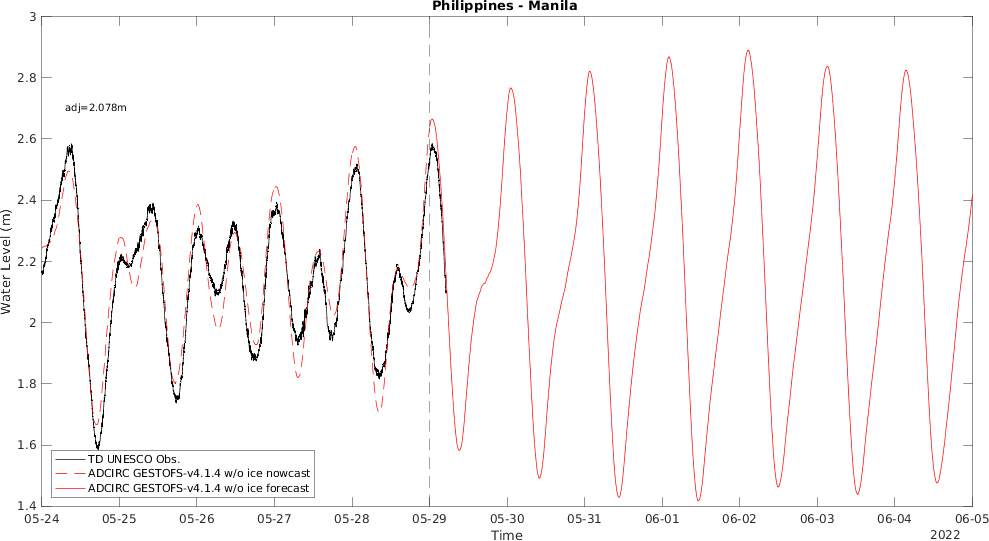 Philippines - Manila
3
2.8
2.6
2.4
2.2
2
1.8
1.6
1.4
Water Level (m)
adj=2.078m
TD UNESCO Obs.
ADCIRC GESTOFS-v4.1.4 w/o ice nowcast
ADCIRC GESTOFS-v4.1.4 w/o ice forecast
05-24 05-25 05-26 05-27 05-28 05-29 05-30 05-31 06-01 06-02 06-03 06-04 06-05
Time
2022